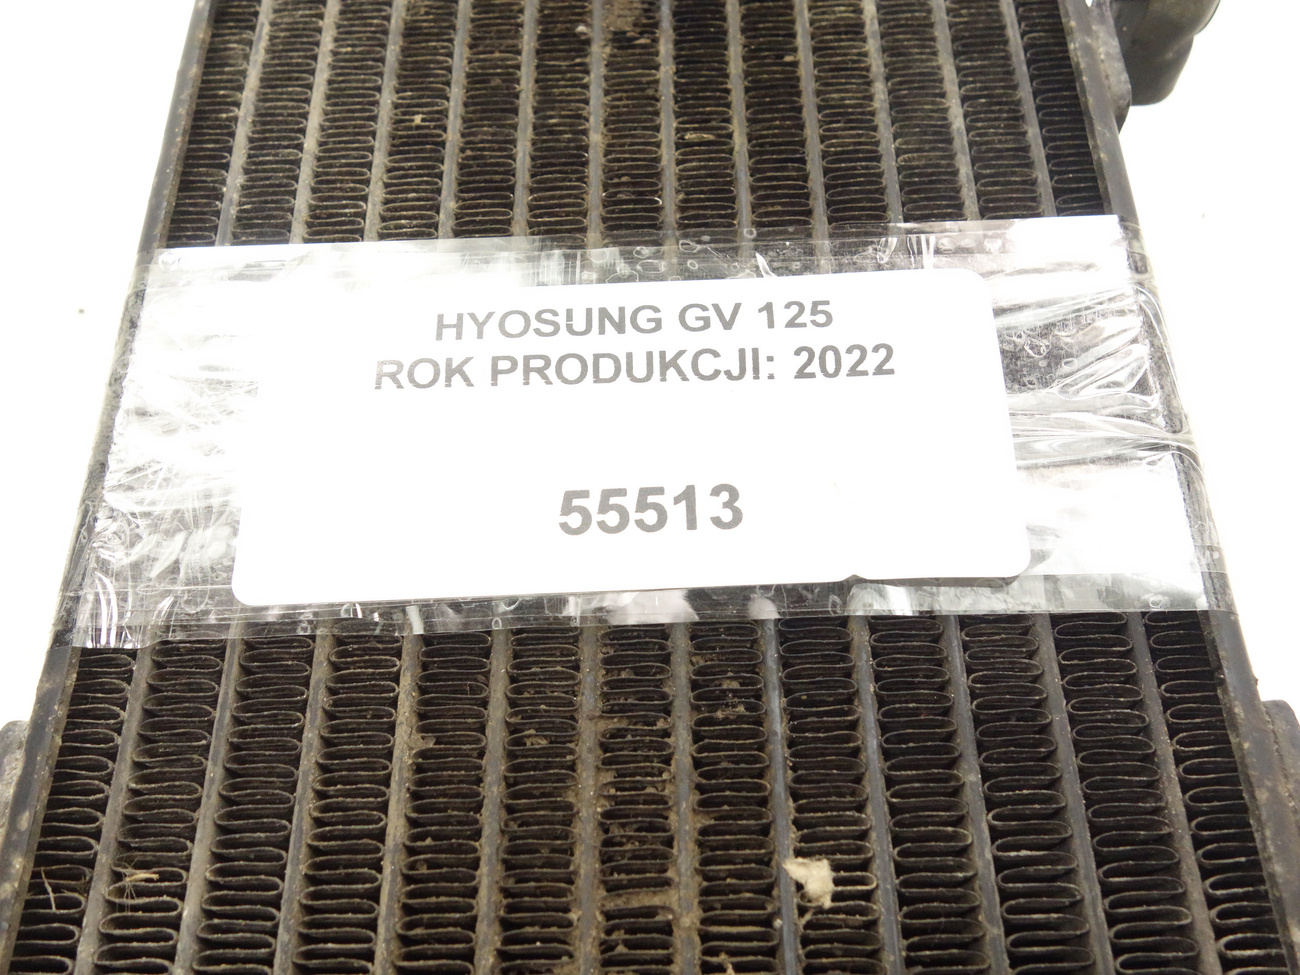 HYOSUNG GV 125
ROK PRODUKCJI: 2022
55513